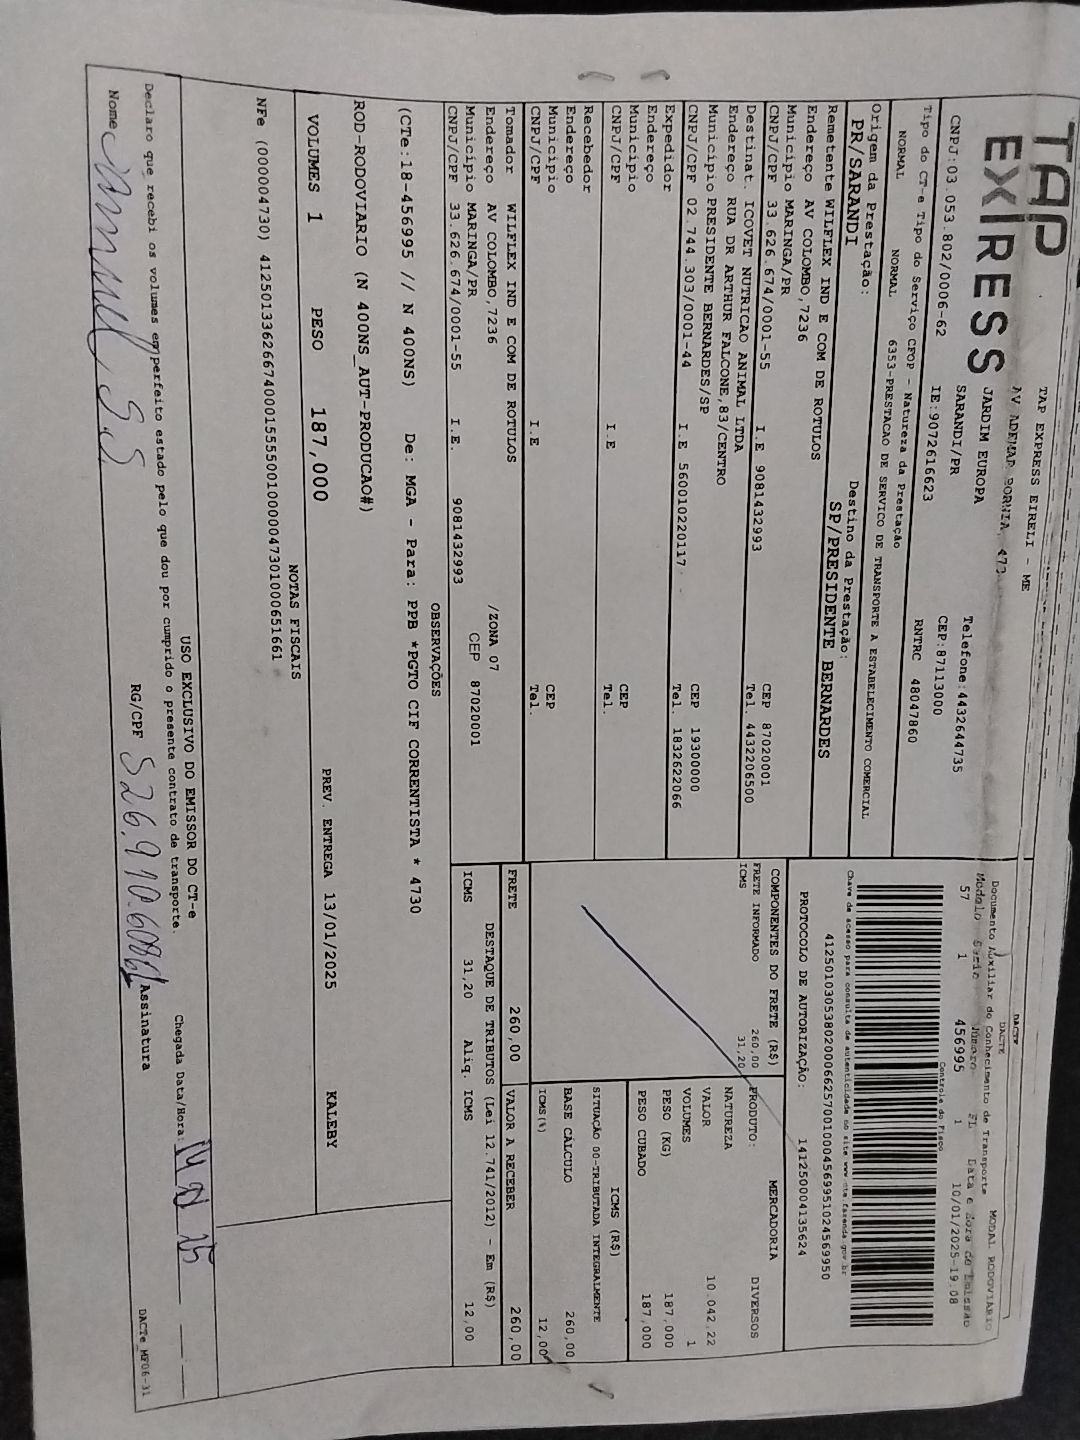 TAP
EXPRESS
TAP EXPRESS EIRELI - ME
AV ADEMAR BORNIA, 473
JARDIM EUROPA
SARANDI/PR
Telefone:4432644735
CEP:87113000
CNPJ:03.053.802/0006-62 IE:9072616623 RNTRC 48047860
Tipo do CT-e Tipo do Serviço CFOP - Natureza da Prestação
NORMAL NORMAL 6353-PRESTACAO DE SERVICO DE TRANSPORTE A ESTABELECIMENTO COMERCIAL
Origem da Prestação: Destino da Prestação:
PR/SARANDI SP/PRESIDENTE BERNARDES
DACTE
DACTE
Documento Auxiliar do Conhecimento de Transporte MODAL RODOVIÁRIO
Modelo Serie Número FL Data e Hora de Emissão
57 1 456995 1 10/01/2025-19.08
Controle do Fisco
Chave de acesso para consulta de autenticidade no site www.cte.fazenda.gov.br
41250103053802000662570010004569951024569950
PROTOCOLO DE AUTORIZAÇÃO: 141250004135624
Remetente WILFLEX IND E COM DE ROTULOS
Endereço AV COLOMBO,7236
Município MARINGA/PR CEP 87020001
CNPJ/CPF 33.626.674/0001-55 I.E 9081432993 Tel. 4432206500
Destinat. ICOVET NUTRICAO ANIMAL LTDA
Endereço RUA DR ARTHUR FALCONE,83/CENTRO
Município PRESIDENTE BERNARDES/SP CEP 19300000
CNPJ/CPF 02.744.303/0001-44 I.E 560010220117 Tel. 1832622066
Expedidor
Endereço
Município CEP
CNPJ/CPF I.E Tel.
Recebedor
Endereço
Município CEP
CNPJ/CPF I.E Tel.
Tomador WILFLEX IND E COM DE ROTULOS
Endereço AV COLOMBO,7236 /ZONA 07
Município MARINGA/PR CEP 87020001
CNPJ/CPF 33.626.674/0001-55 I.E. 9081432993
COMPONENTES DO FRETE (R$)
FRETE INFORMADO 260,00
ICMS 31,20
MERCADORIA
PRODUTO: DIVERSOS
NATUREZA
VALOR 10.042,22
VOLUMES 1
PESO (KG) 187,000
PESO CUBADO 187,000
ICMS (R$)
SITUAÇÃO 00-TRIBUTADA INTEGRALMENTE
BASE CÁLCULO 260,00
ICMS(%) 12,00
FRETE 260,00 VALOR A RECEBER 260,00
DESTAQUE DE TRIBUTOS (Lei 12.741/2012) - Em (R$)
ICMS 31,20 Aliq. ICMS 12,00
OBSERVAÇÕES
(CTe:18-456995 // N 400NS) De: MGA - Para: PPB *PGTO CIF CORRENTISTA * 4730
ROD-RODOVIARIO (N 400NS_AUT-PRODUCAO#)
VOLUMES 1 PESO 187,000 PREV. ENTREGA 13/01/2025 KALEBY
NOTAS FISCAIS
NFe (000004730) 41250133626674000155550010000047301000651661
USO EXCLUSIVO DO EMISSOR DO CT-e
Declaro que recebi os volumes em perfeito estado pelo que dou por cumprido o presente contrato de transporte. Chegada Data/Hora:
Nome RG/CPF 526.910.608 Assinatura
DACTe_MF06-31